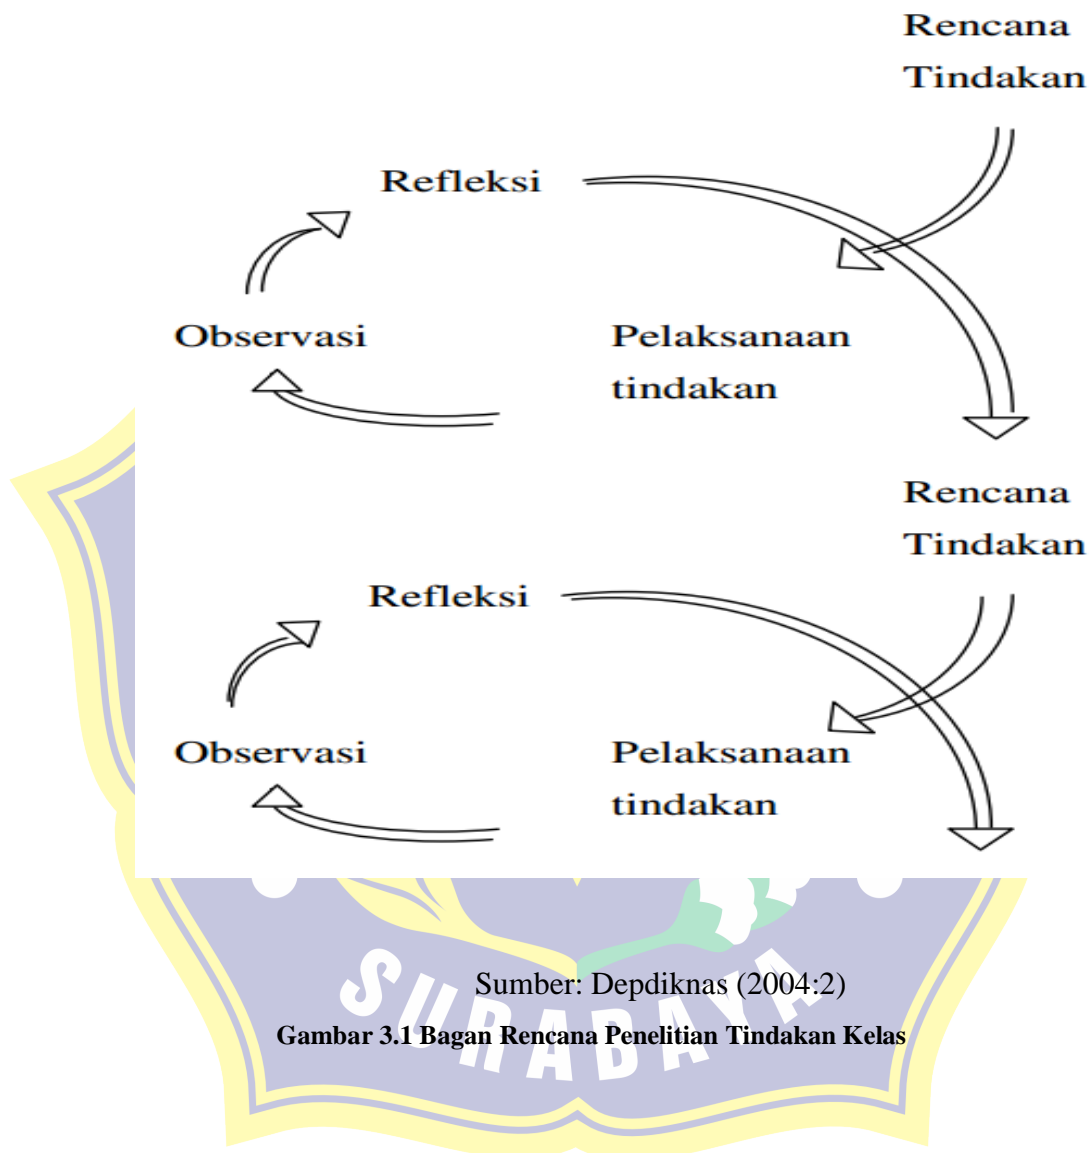 Rencana
Tindakan
Refleksi
Observasi
Pelaksanaan
tindakan
Rencana
Tindakan
Refleksi
Observasi
Pelaksanaan
tindakan
Sumber: Depdiknas (2004:2)
Gambar 3.1 Bagan Rencana Penelitian Tindakan Kelas
SURABAYA